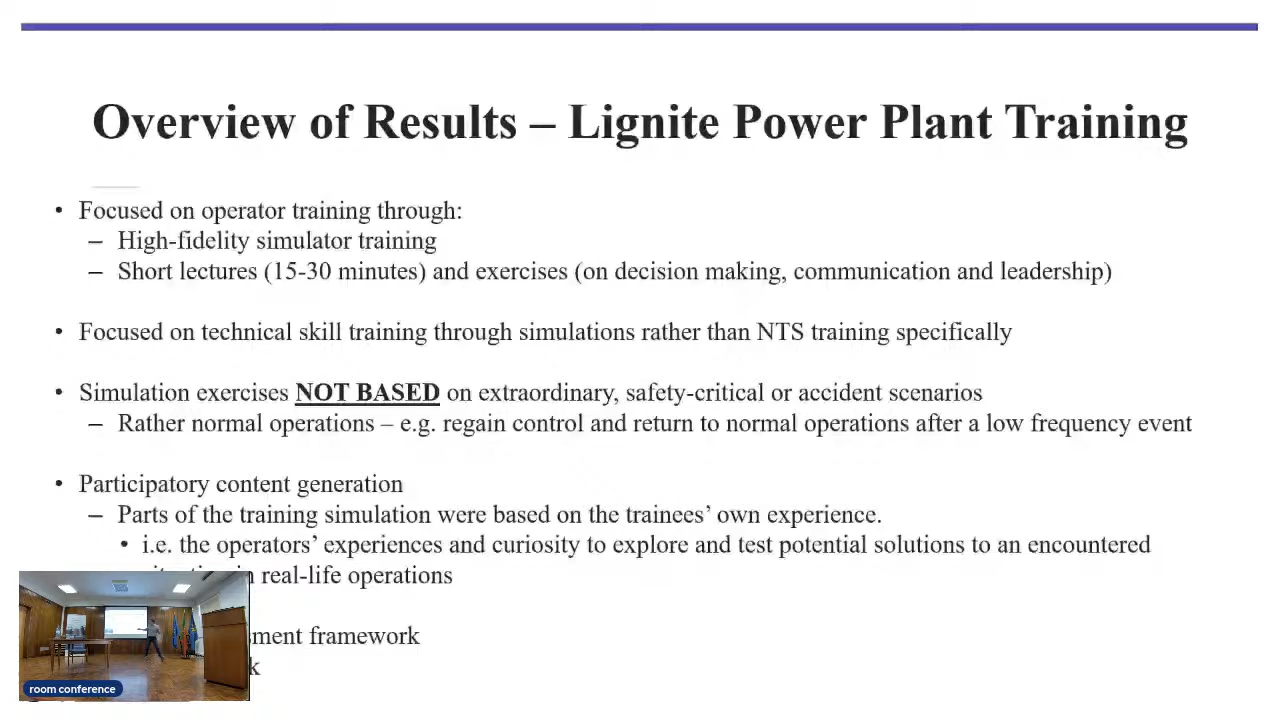 Overview of Results – Lignite Power Plant Training
• Focused on operator training through:
– High-fidelity simulator training
– Short lectures (15-30 minutes) and exercises (on decision making, communication and leadership)
• Focused on technical skill training through simulations rather than NTS training specifically
• Simulation exercises NOT BASED on extraordinary, safety-critical or accident scenarios
– Rather normal operations – e.g. regain control and return to normal operations after a low frequency event
• Participatory content generation
– Parts of the training simulation were based on the trainees’ own experience.
• i.e. the operators’ experiences and curiosity to explore and test potential solutions to an encountered
real-life operations
framework
room conference